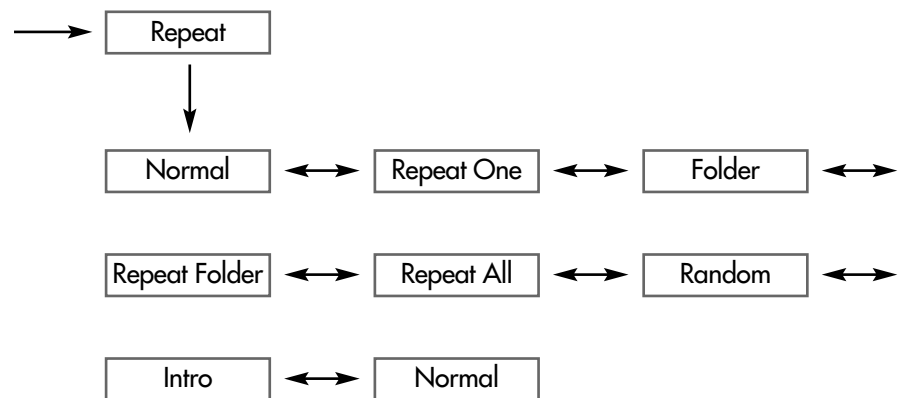 Repeat
Normal Repeat One Folder
Repeat Folder Repeat All Random
Intro Normal